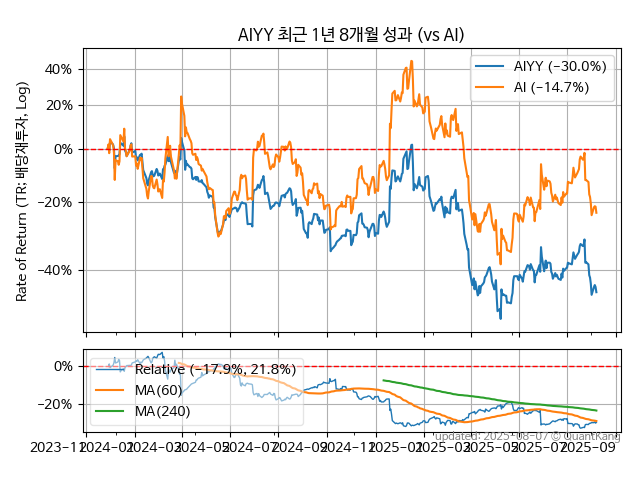 AIYY 최근 1년 8개월 성과 (vs AI)
Rate of Return (TR: 배당재투자, Log)
40%
20%
0%
−20%
−40%
AIYY (−30.0%)
AI (−14.7%)
0%
−20%
Relative (−17.9%, 21.8%)
MA(60)
MA(240)
updated: 2025-08-07 © QuantKang
2023-11
2024-01
2024-03
2024-05
2024-07
2024-09
2024-11
2025-01
2025-03
2025-05
2025-07
2025-09